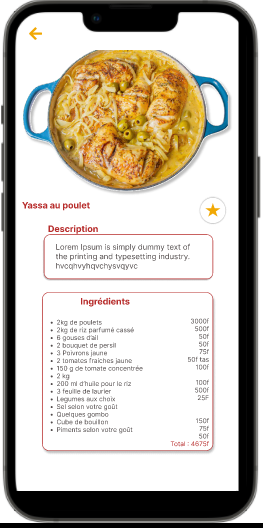 Yassa au poulet
Description
Lorem Ipsum is simply dummy text of
the printing and typesetting industry.
hvcqhvyhqvchysvqyvc
Ingrédients
• 2kg de poulets 3000f
• 2kg de riz parfumé cassé 500f
• 6 gouses d'ail 50f
• 2 bouquet de persil 50f
• 3 Poivrons jaune 75f
• 2 tomates fraiches jaune 50f tas
• 150 g de tomate concentrée 100f
• 2 kg
• 200 ml d'huile pour le riz 100f
• 3 feuille de laurier 500f
• Legumes aux choix 25F
• Sel selon votre goût
• Quelques gombo
• Cube de bouillon 150f
• Piments selon votre goût 75f
50f
Total : 4675f